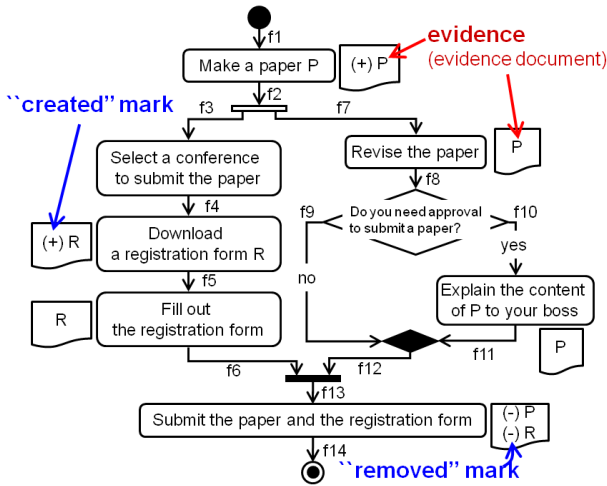 f1
evidence
(evidence document)
Make a paper P
(+) P
f2
``created'' mark
f3
f7
Select a conference
to submit the paper
Revise the paper
P
f4
f8
Do you need approval
to submit a paper?
f9
f10
(+) R
Download
a registration form R
yes
f5
no
R
Fill out
the registration form
Explain the content
of P to your boss
P
f6
f12
f11
f13
Submit the paper and the registration form
(-) P
(-) R
f14
``removed'' mark